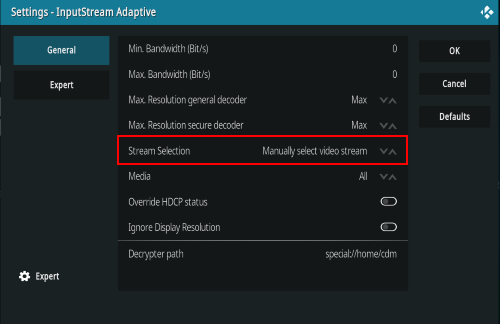 Settings - InputStream Adaptive
General
Expert
Min. Bandwidth (Bit/s) 0
Max. Bandwidth (Bit/s) 0
Max. Resolution general decoder Max
Max. Resolution secure decoder Max
Stream Selection Manually select video stream
Media All
Override HDCP status
Ignore Display Resolution
Decrypter path special://home/cdm
OK
Cancel
Defaults
Expert